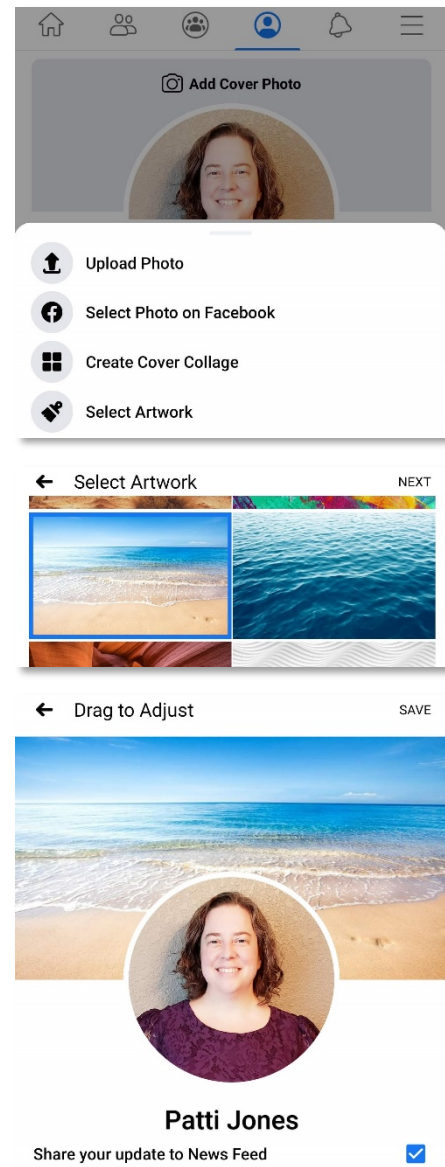 Add Cover Photo
Upload Photo
Select Photo on Facebook
Create Cover Collage
Select Artwork
Select Artwork NEXT
Drag to Adjust SAVE
Patti Jones
Share your update to News Feed